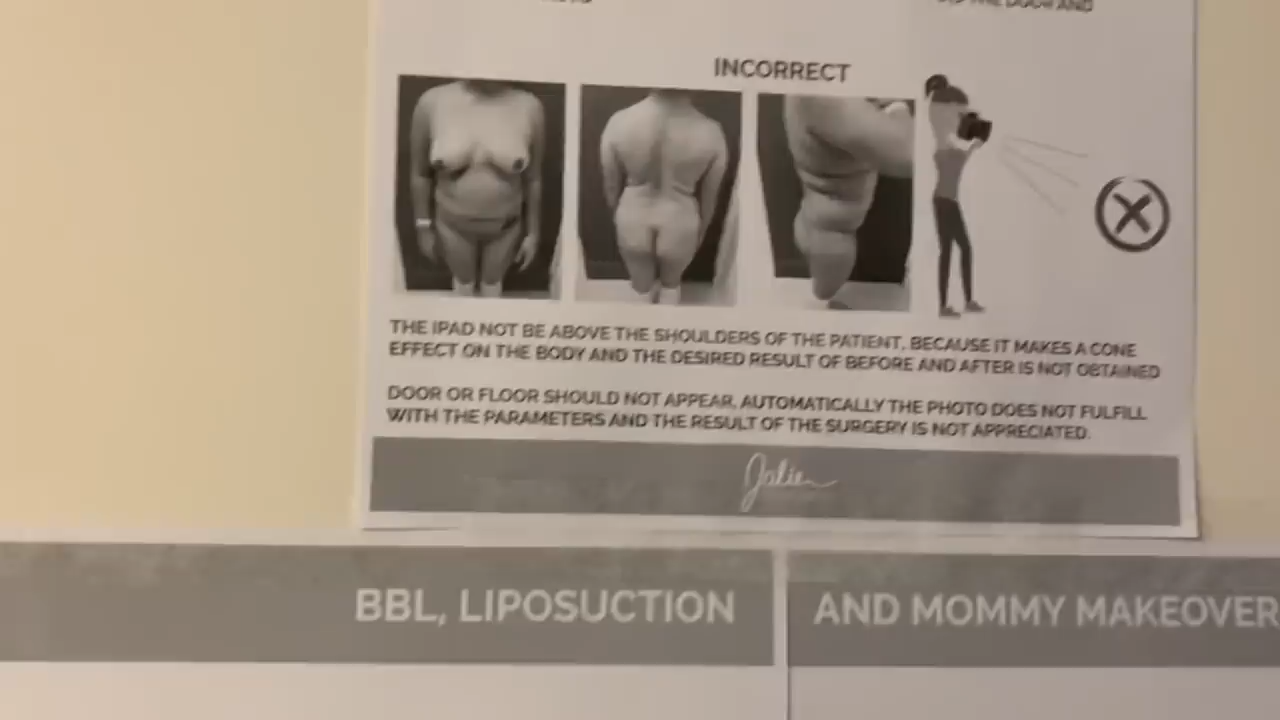 THE DOOR AND
INCORRECT
THE IPAD NOT BE ABOVE THE SHOULDERS OF THE PATIENT, BECAUSE IT MAKES A CONE
EFFECT ON THE BODY AND THE DESIRED RESULT OF BEFORE AND AFTER IS NOT OBTAINED
DOOR OR FLOOR SHOULD NOT APPEAR, AUTOMATICALLY THE PHOTO DOES NOT FULFILL
WITH THE PARAMETERS AND THE RESULT OF THE SURGERY IS NOT APPRECIATED.
BBL, LIPOSUCTION
AND MOMMY MAKEOVER